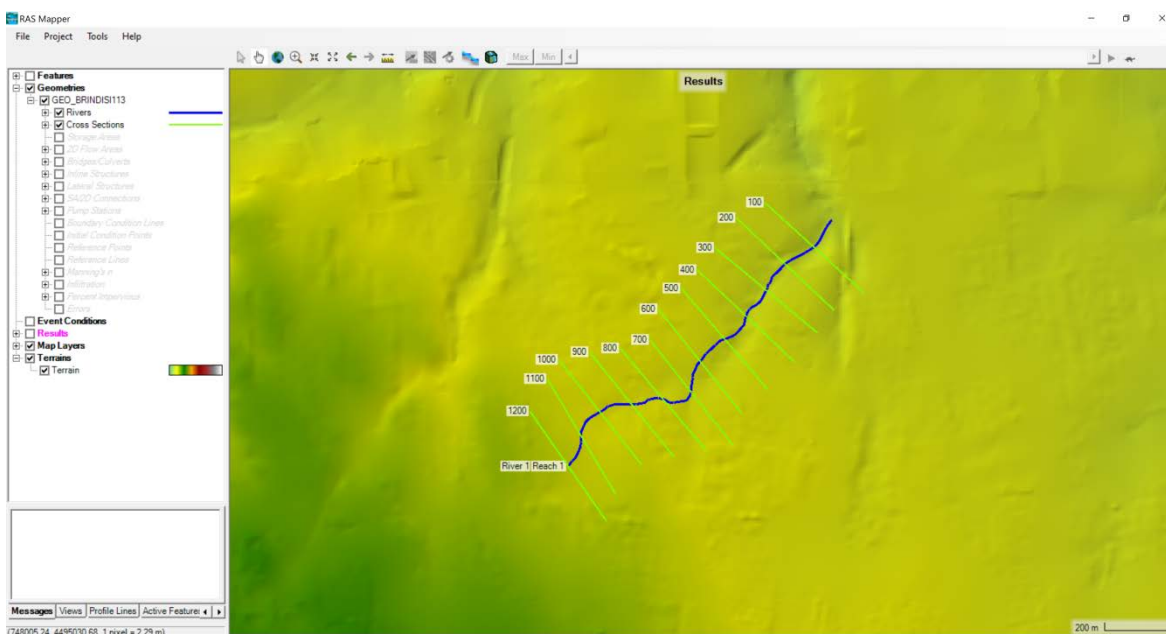 RAS Mapper
File Project Tools Help
Max Min
Features
Geometries
GEO_BRINDISI113
Rivers
Cross Sections
Storage Areas
2D Flow Areas
Bridges/Culverts
Inline Structures
Lateral Structures
SA/2D Connections
Pump Stations
Boundary Condition Lines
Initial Condition Points
Reference Points
Reference Lines
Manning's n
Infiltration
Percent Impervious
Errors
Event Conditions
Results
Map Layers
Terrains
Terrain
Results
100
200
300
400
500
600
700
800
900
1000
1100
1200
River 1 Reach 1
200 m
Messages Views Profile Lines Active Features
(748005.24, 4495030.68 1 pixel = 2.29 m)